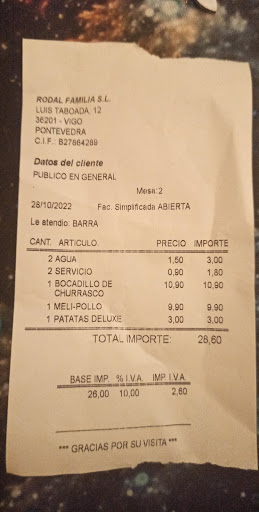 RODAL FAMILIA S.L.
LUIS TABOADA, 12
36201 - VIGO
PONTEVEDRA
C.I.F.: B27864289
Datos del cliente
PUBLICO EN GENERAL
Mesa: 2
28/10/2022 Fac. Simplificada ABIERTA
Le atendio: BARRA
CANT. ARTICULO. PRECIO IMPORTE
2 AGUA 1,50 3,00
2 SERVICIO 0,90 1,80
1 BOCADILLO DE 10,90 10,90
CHURRASCO
1 MELI-POLLO 9,90 9,90
1 PATATAS DELUXE 3,00 3,00
TOTAL IMPORTE: 28,60
BASE IMP. % I.V.A. IMP. I.V.A.
26,00 10,00 2,60
*** GRACIAS POR SU VISITA ***